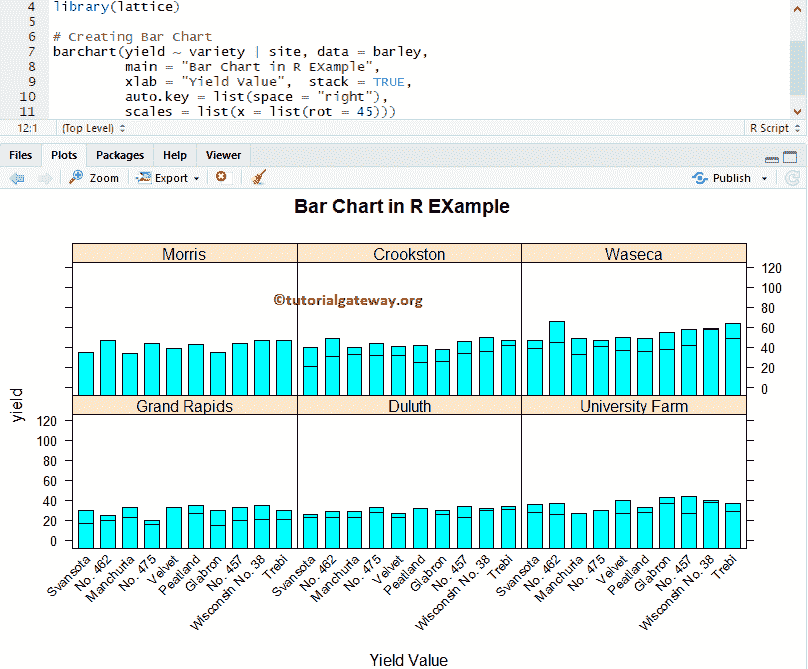 4 library(lattice)
5
6 # Creating Bar Chart
7 barchart(yield ~ variety | site, data = barley,
8 main = "Bar Chart in R EXample",
9 xlab = "Yield Value", stack = TRUE,
10 auto.key = list(space = "right"),
11 scales = list(x = list(rot = 45)))
12:1 (Top Level) R Script
Files Plots Packages Help Viewer
Zoom Export Publish
Bar Chart in R EXample
Morris Crookston Waseca
©tutorialgateway.org
120
100
80
60
40
20
0
yield
Grand Rapids Duluth University Farm
120
100
80
60
40
20
0
Svansota No. 462 Manchuria No. 475 Velvet Peatland Glabron No. 457 Wisconsin No. 38 Trebi
Svansota No. 462 Manchuria No. 475 Velvet Peatland Glabron No. 457 Wisconsin No. 38 Trebi
Svansota No. 462 Manchuria No. 475 Velvet Peatland Glabron No. 457 Wisconsin No. 38 Trebi
Yield Value